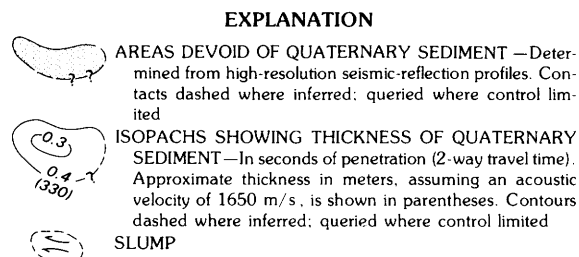 EXPLANATION
AREAS DEVOID OF QUATERNARY SEDIMENT —Deter-
mined from high-resolution seismic-reflection profiles. Con-
tacts dashed where inferred; queried where control lim-
ited
? ?
ISOPACHS SHOWING THICKNESS OF QUATERNARY
0.3
SEDIMENT—In seconds of penetration (2-way travel time).
0.4 ?
(330)
Approximate thickness in meters, assuming an acoustic
velocity of 1650 m/s, is shown in parentheses. Contours
dashed where inferred; queried where control limited
SLUMP